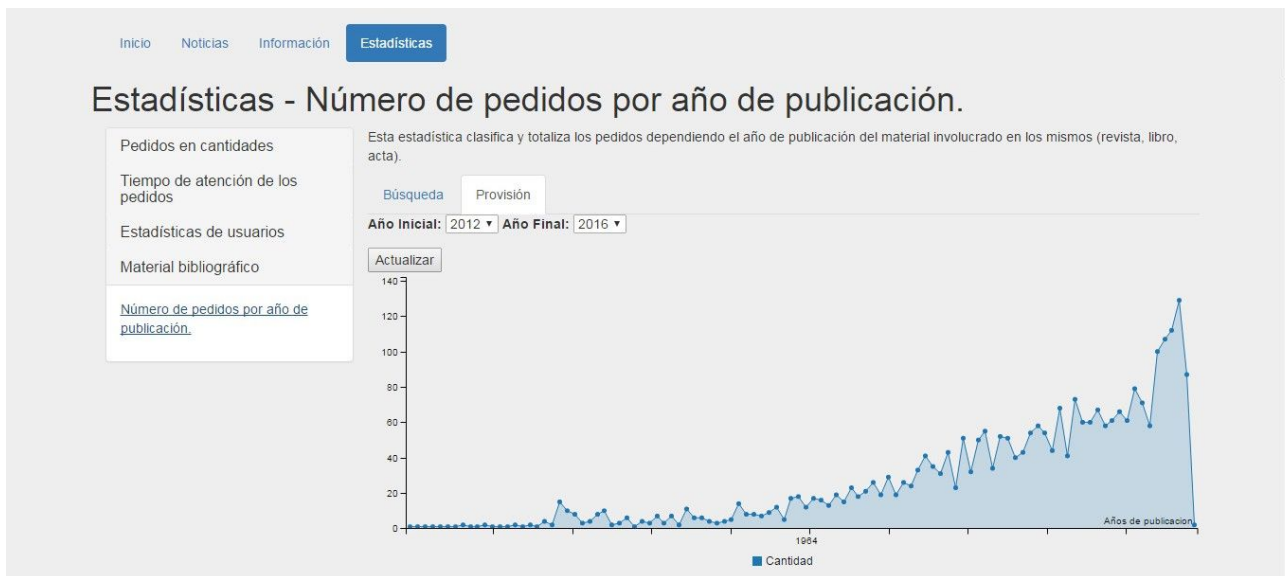 Inicio Noticias Información Estadísticas
Estadísticas - Número de pedidos por año de publicación.
Pedidos en cantidades
Tiempo de atención de los
pedidos
Estadísticas de usuarios
Material bibliográfico
Número de pedidos por año de
publicación.
Esta estadística clasifica y totaliza los pedidos dependiendo el año de publicación del material involucrado en los mismos (revista, libro,
acta).
Búsqueda Provisión
Año Inicial: 2012 Año Final: 2016
Actualizar
140
120
100
80
60
40
20
0
Años de publicacion
1964
Cantidad